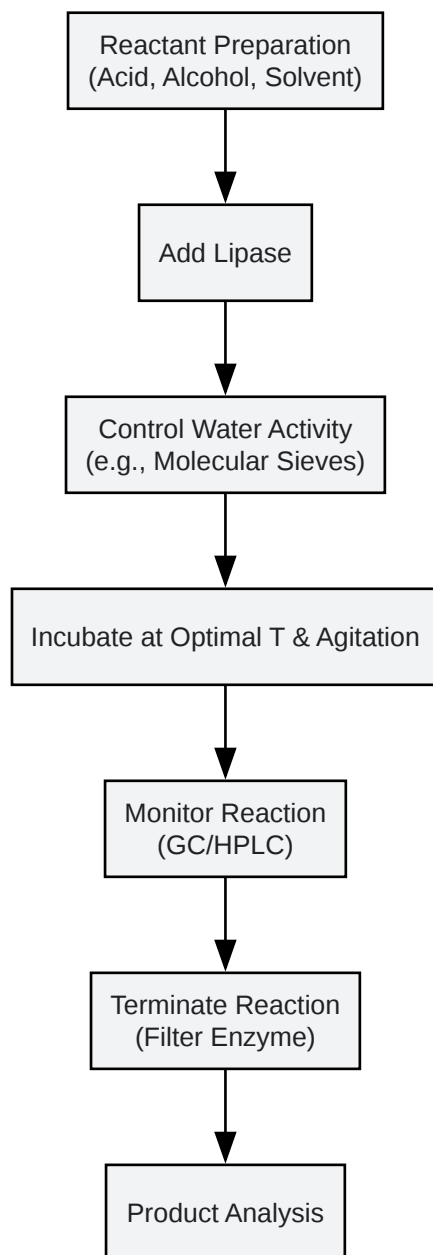 Reactant Preparation
(Acid, Alcohol, Solvent)
Add Lipase
Control Water Activity
(e.g., Molecular Sieves)
Incubate at Optimal T & Agitation
Monitor Reaction
(GC/HPLC)
Terminate Reaction
(Filter Enzyme)
Product Analysis